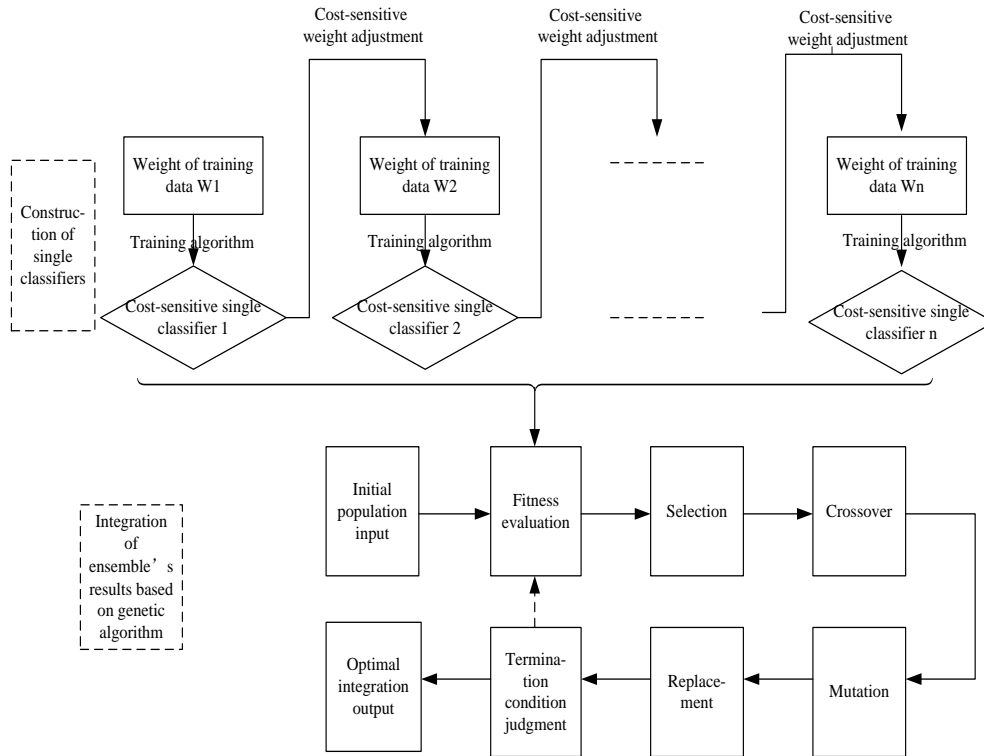 Cost-sensitive
weight adjustment
Cost-sensitive
weight adjustment
Cost-sensitive
weight adjustment
Construc-
tion of
single
classifiers
Weight of training
data W1
Weight of training
data W2
Weight of training
data Wn
Training algorithm
Training algorithm
Training algorithm
Cost-sensitive single
classifier 1
Cost-sensitive single
classifier 2
Cost-sensitive single
classifier n
Integration
of
ensemble’s
results based
on genetic
algorithm
Initial
population
input
Fitness
evaluation
Selection
Crossover
Optimal
integration
output
Termina-
tion
condition
judgment
Replace-
ment
Mutation